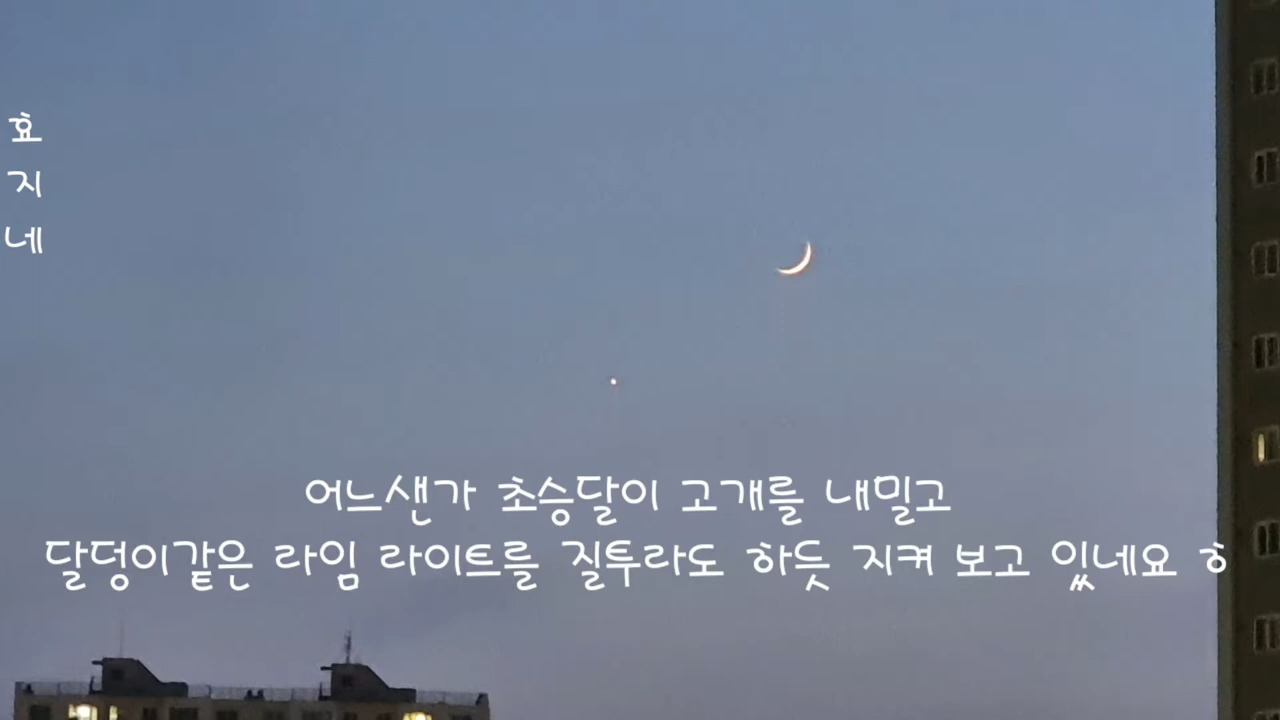 효
지
네
어느샌가 초승달이 고개를 내밀고
달덩이같은 라임 라이트를 질투라도 하듯 지켜 보고 있네요 ㅎ